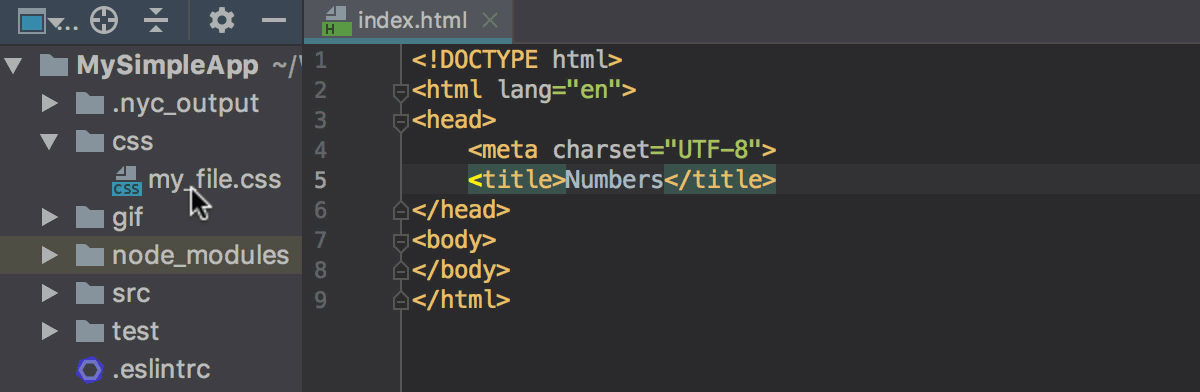 ...
index.html
H
MySimpleApp ~/
.nyc_output
css
CSS my_file.css
gif
node_modules
src
test
.eslintrc
1 <!DOCTYPE html>
2 <html lang="en">
3 <head>
4 <meta charset="UTF-8">
5 <title>Numbers</title>
6 </head>
7 <body>
8 </body>
9 </html>